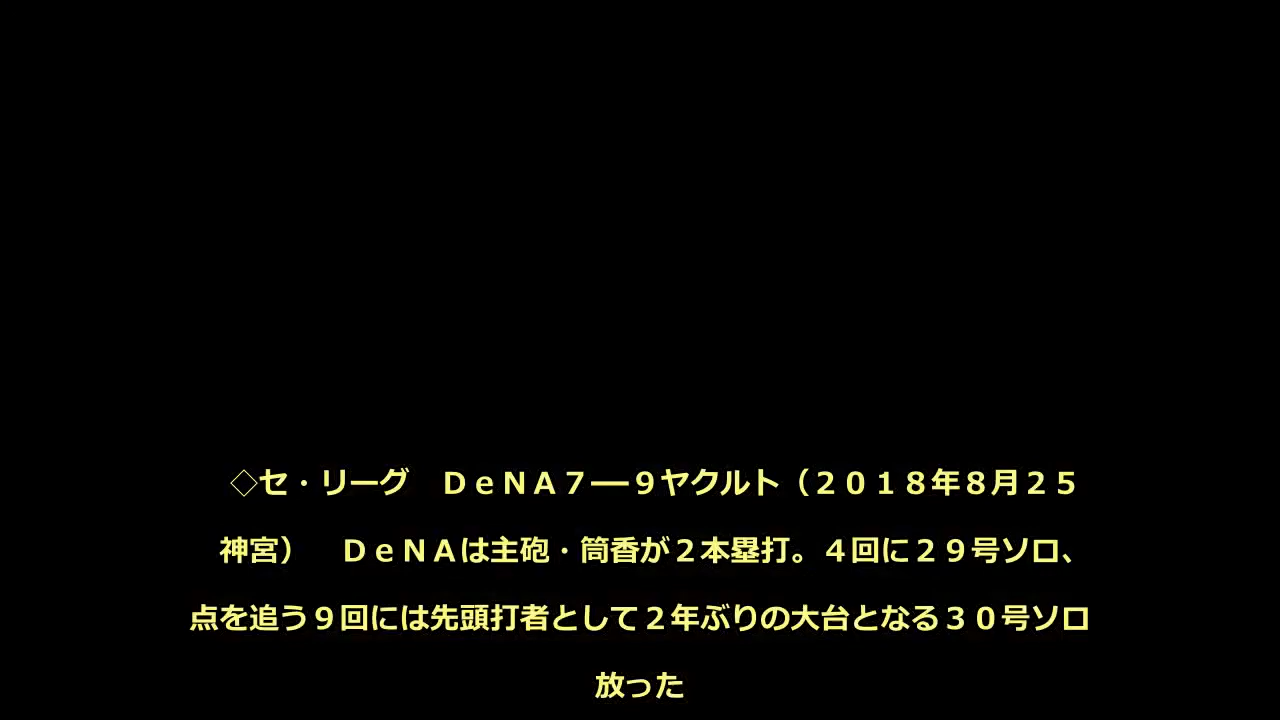 ◇セ・リーグ　ＤｅＮＡ７―９ヤクルト（２０１８年８月２５
神宮）　ＤｅＮＡは主砲・筒香が２本塁打。４回に２９号ソロ、
点を追う９回には先頭打者として２年ぶりの大台となる３０号ソロ
放った